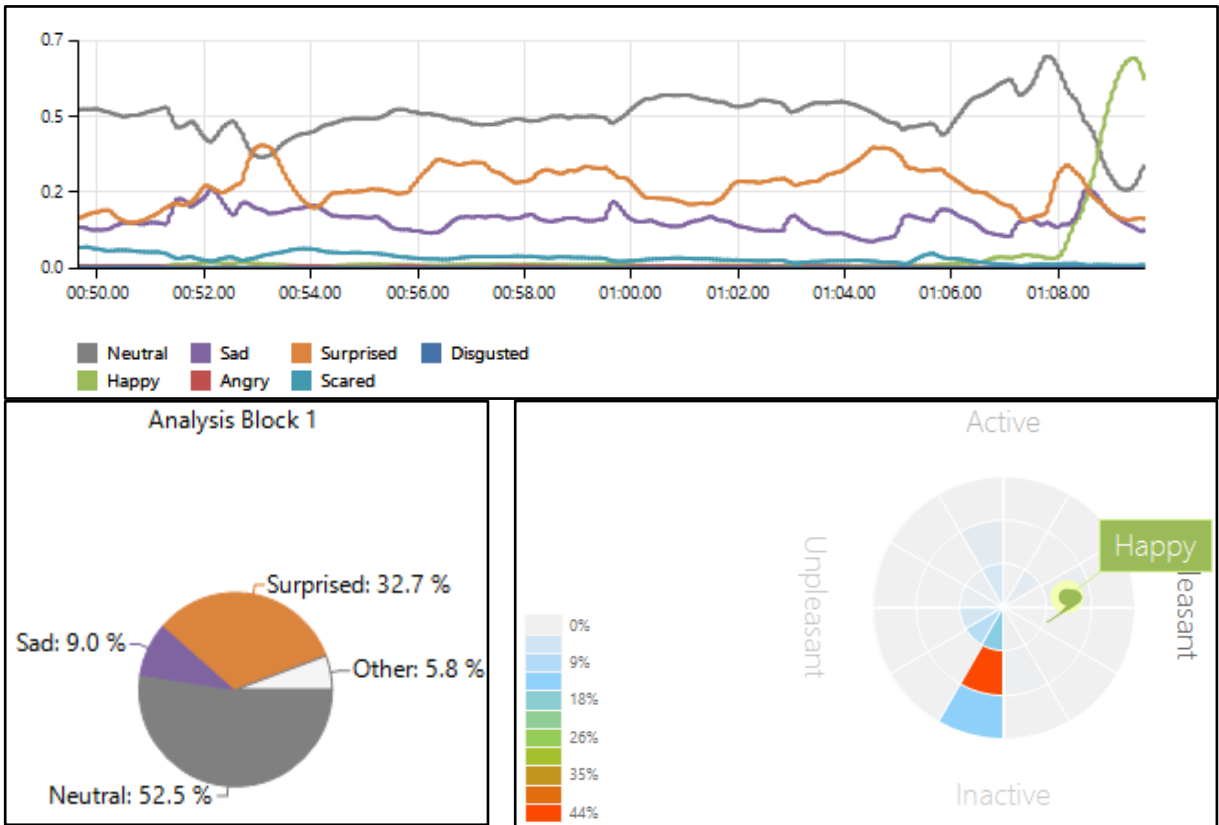 0.7
0.5
0.2
0.0
00:50.00 00:52.00 00:54.00 00:56.00 00:58.00 01:00.00 01:02.00 01:04.00 01:06.00 01:08.00
Neutral Sad Surprised Disgusted
Happy Angry Scared
Analysis Block 1
Surprised: 32.7 %
Sad: 9.0 %
Other: 5.8 %
Neutral: 52.5 %
Active
Happy
Unpleasant
leasant
Inactive
0%
9%
18%
26%
35%
44%